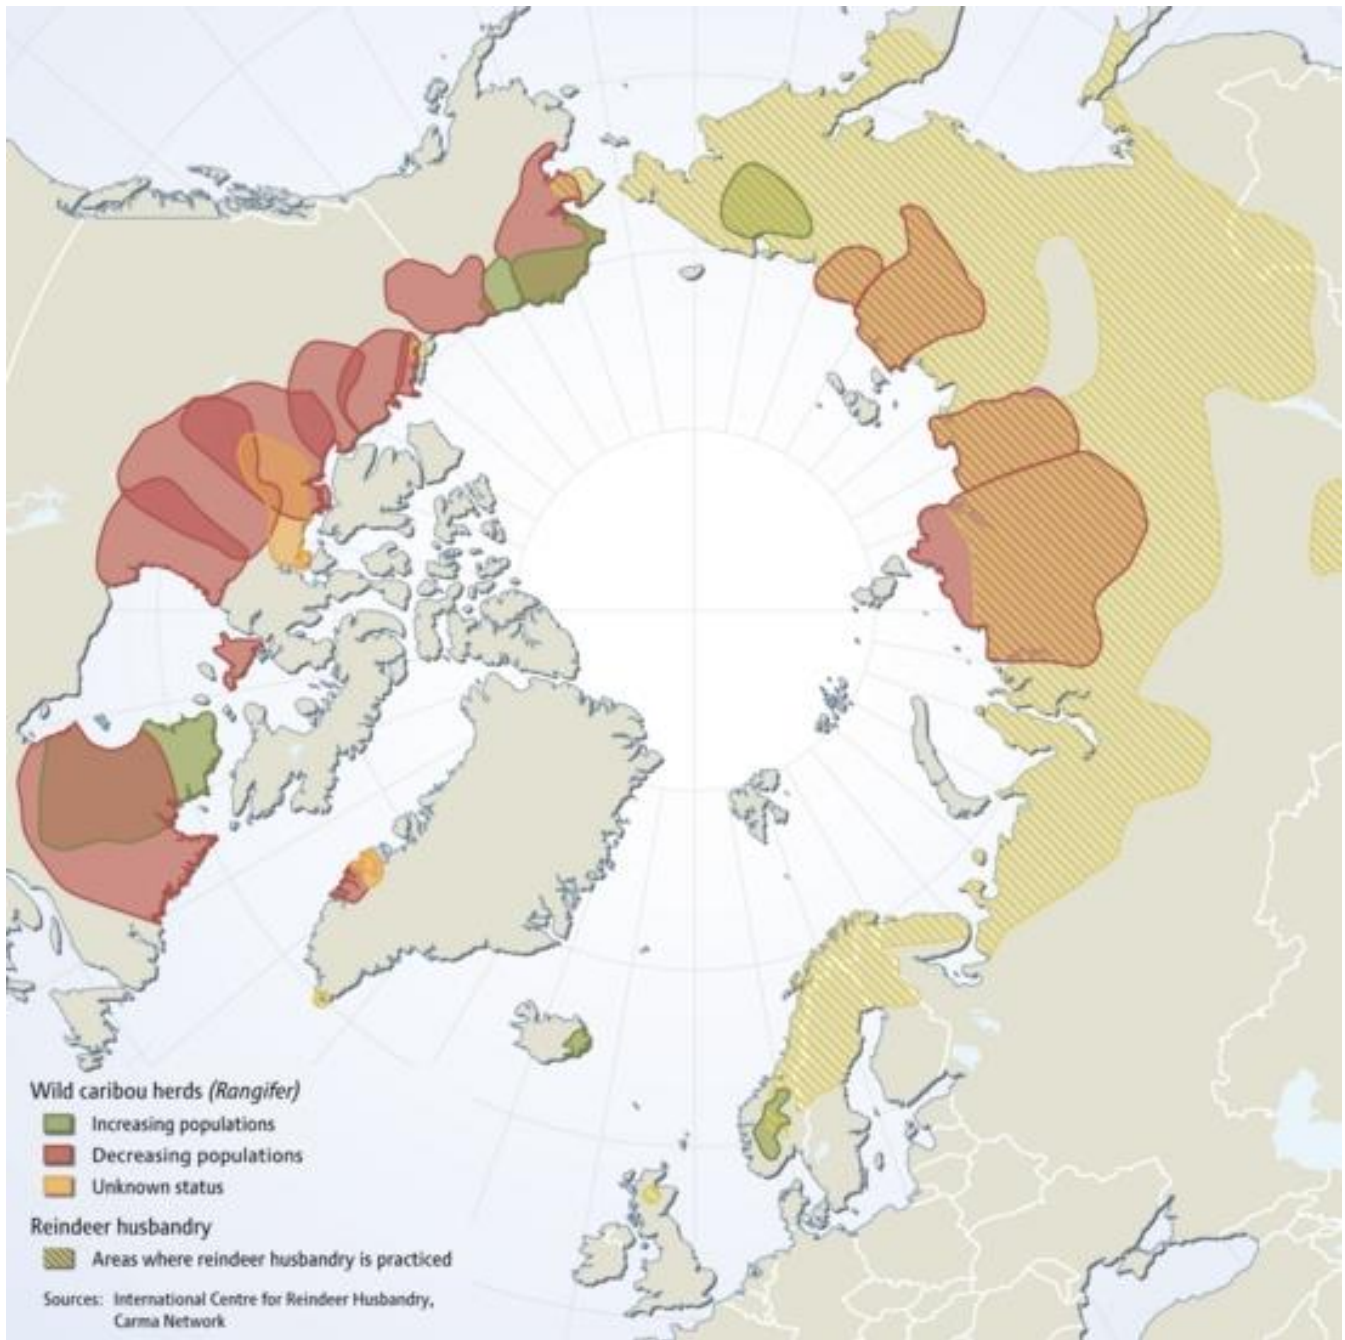 Wild caribou herds (Rangifer)
Increasing populations
Decreasing populations
Unknown status
Reindeer husbandry
Areas where reindeer husbandry is practiced
Sources: International Centre for Reindeer Husbandry,
Carma Network